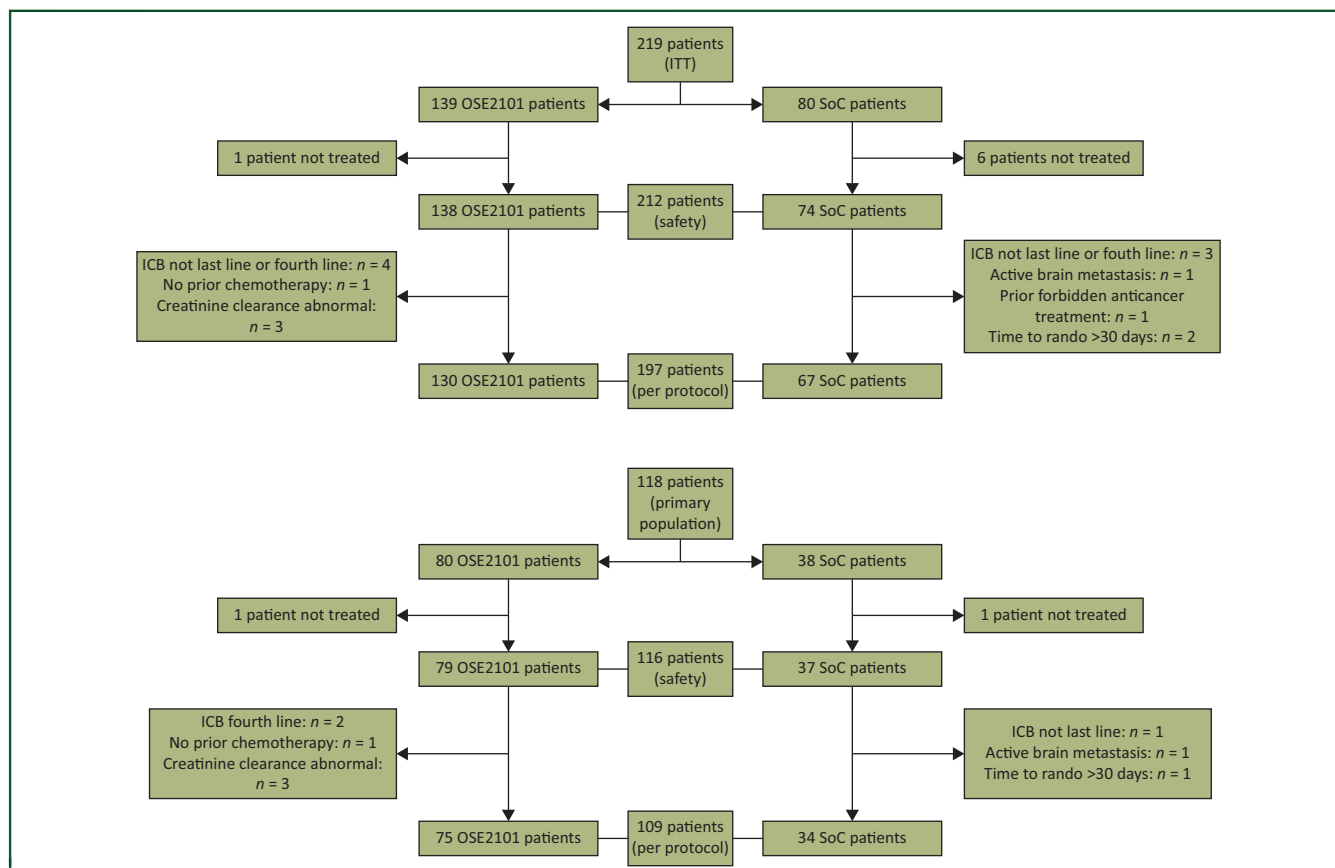 219 patients
(ITT)
139 OSE2101 patients
80 SoC patients
1 patient not treated
6 patients not treated
138 OSE2101 patients
212 patients
(safety)
74 SoC patients
ICB not last line or fourth line: n = 4
No prior chemotherapy: n = 1
Creatinine clearance abnormal:
n = 3
ICB not last line or fouth line: n = 3
Active brain metastasis: n = 1
Prior forbidden anticancer
treatment: n = 1
Time to rando >30 days: n = 2
130 OSE2101 patients
197 patients
(per protocol)
67 SoC patients
118 patients
(primary
population)
80 OSE2101 patients
38 SoC patients
1 patient not treated
1 patient not treated
79 OSE2101 patients
116 patients
(safety)
37 SoC patients
ICB fourth line: n = 2
No prior chemotherapy: n = 1
Creatinine clearance abnormal:
n = 3
ICB not last line: n = 1
Active brain metastasis: n = 1
Time to rando >30 days: n = 1
75 OSE2101 patients
109 patients
(per protocol)
34 SoC patients